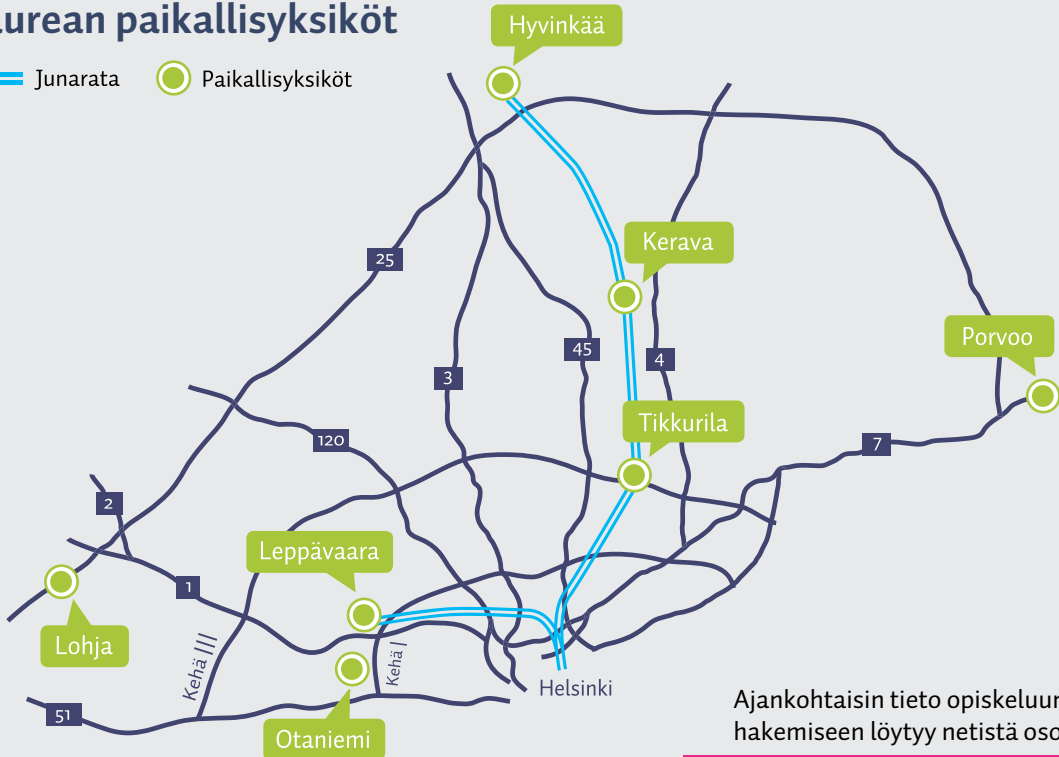 urean paikallisyksiköt
Junarata
Paikallisyksiköt
Hyvinkää
Kerava
25
Porvoo
45
4
3
Tikkurila
120
7
2
Leppävaara
1
Lohja
Kehä III
Kehä I
Helsinki
51
Otaniemi
Ajankohtaisin tieto opiskeluun
hakemiseen löytyy netistä oso